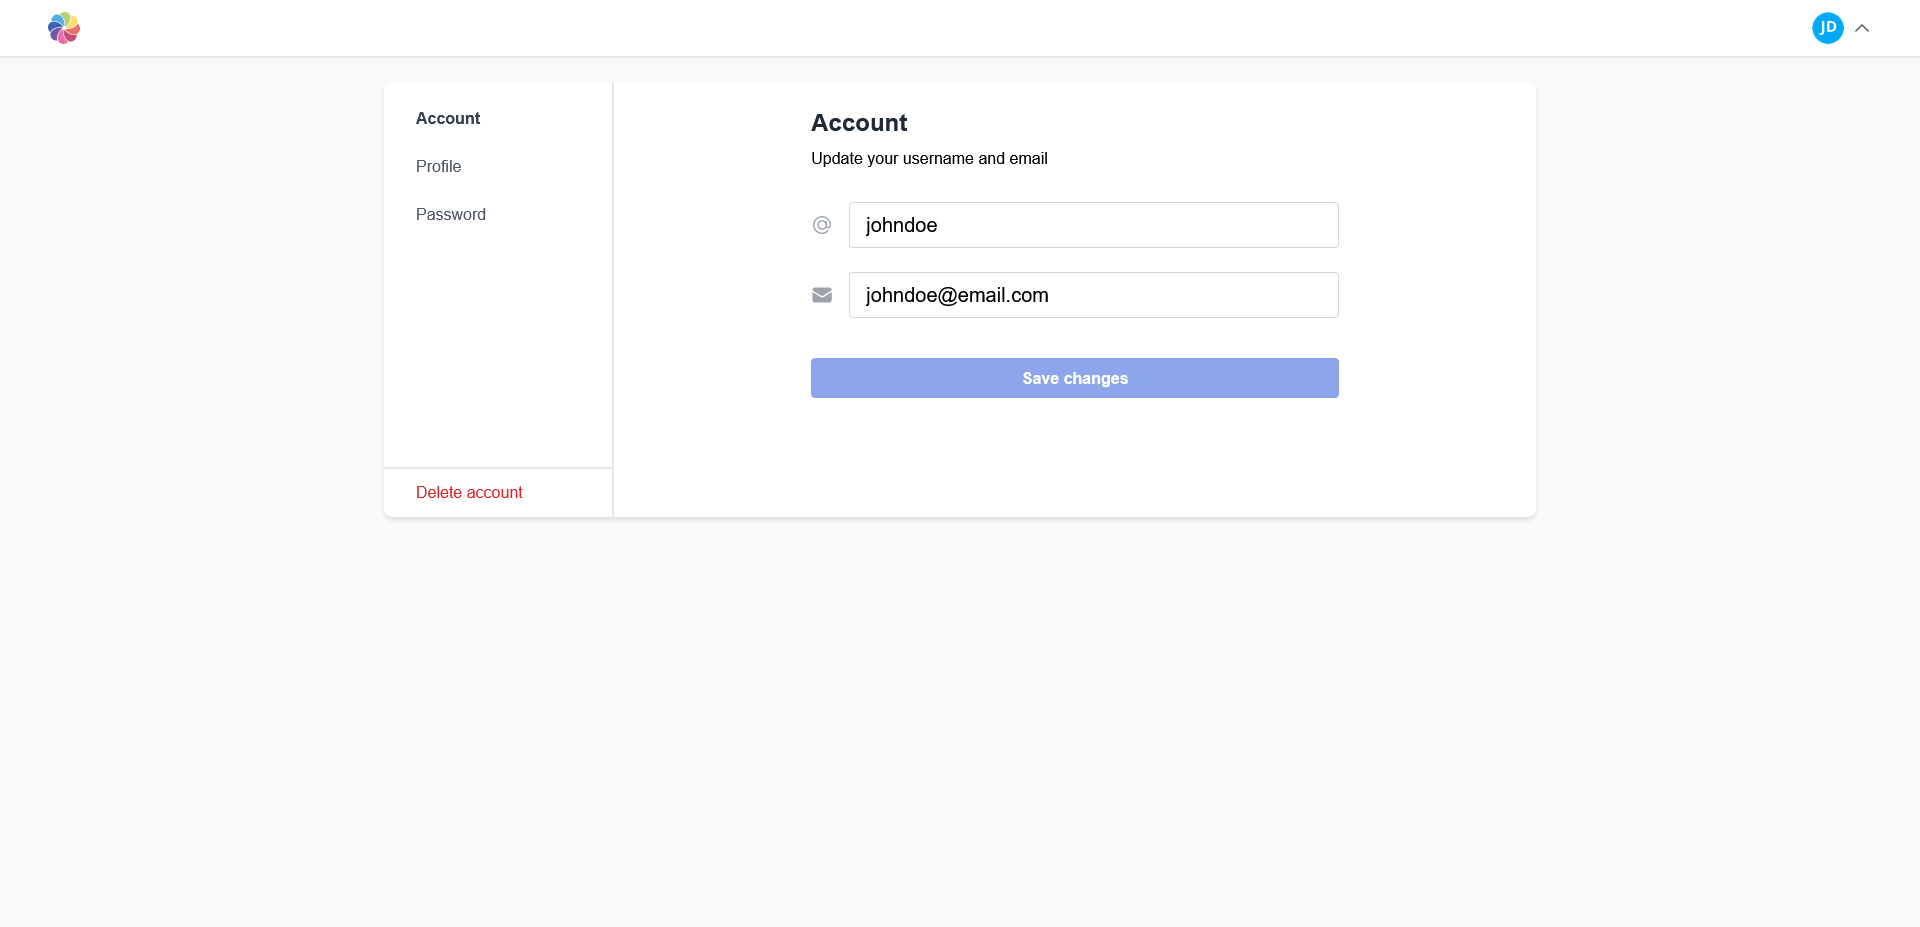 JD
Account
Profile
Password
Delete account
Account
Update your username and email
johndoe
johndoe@email.com
Save changes